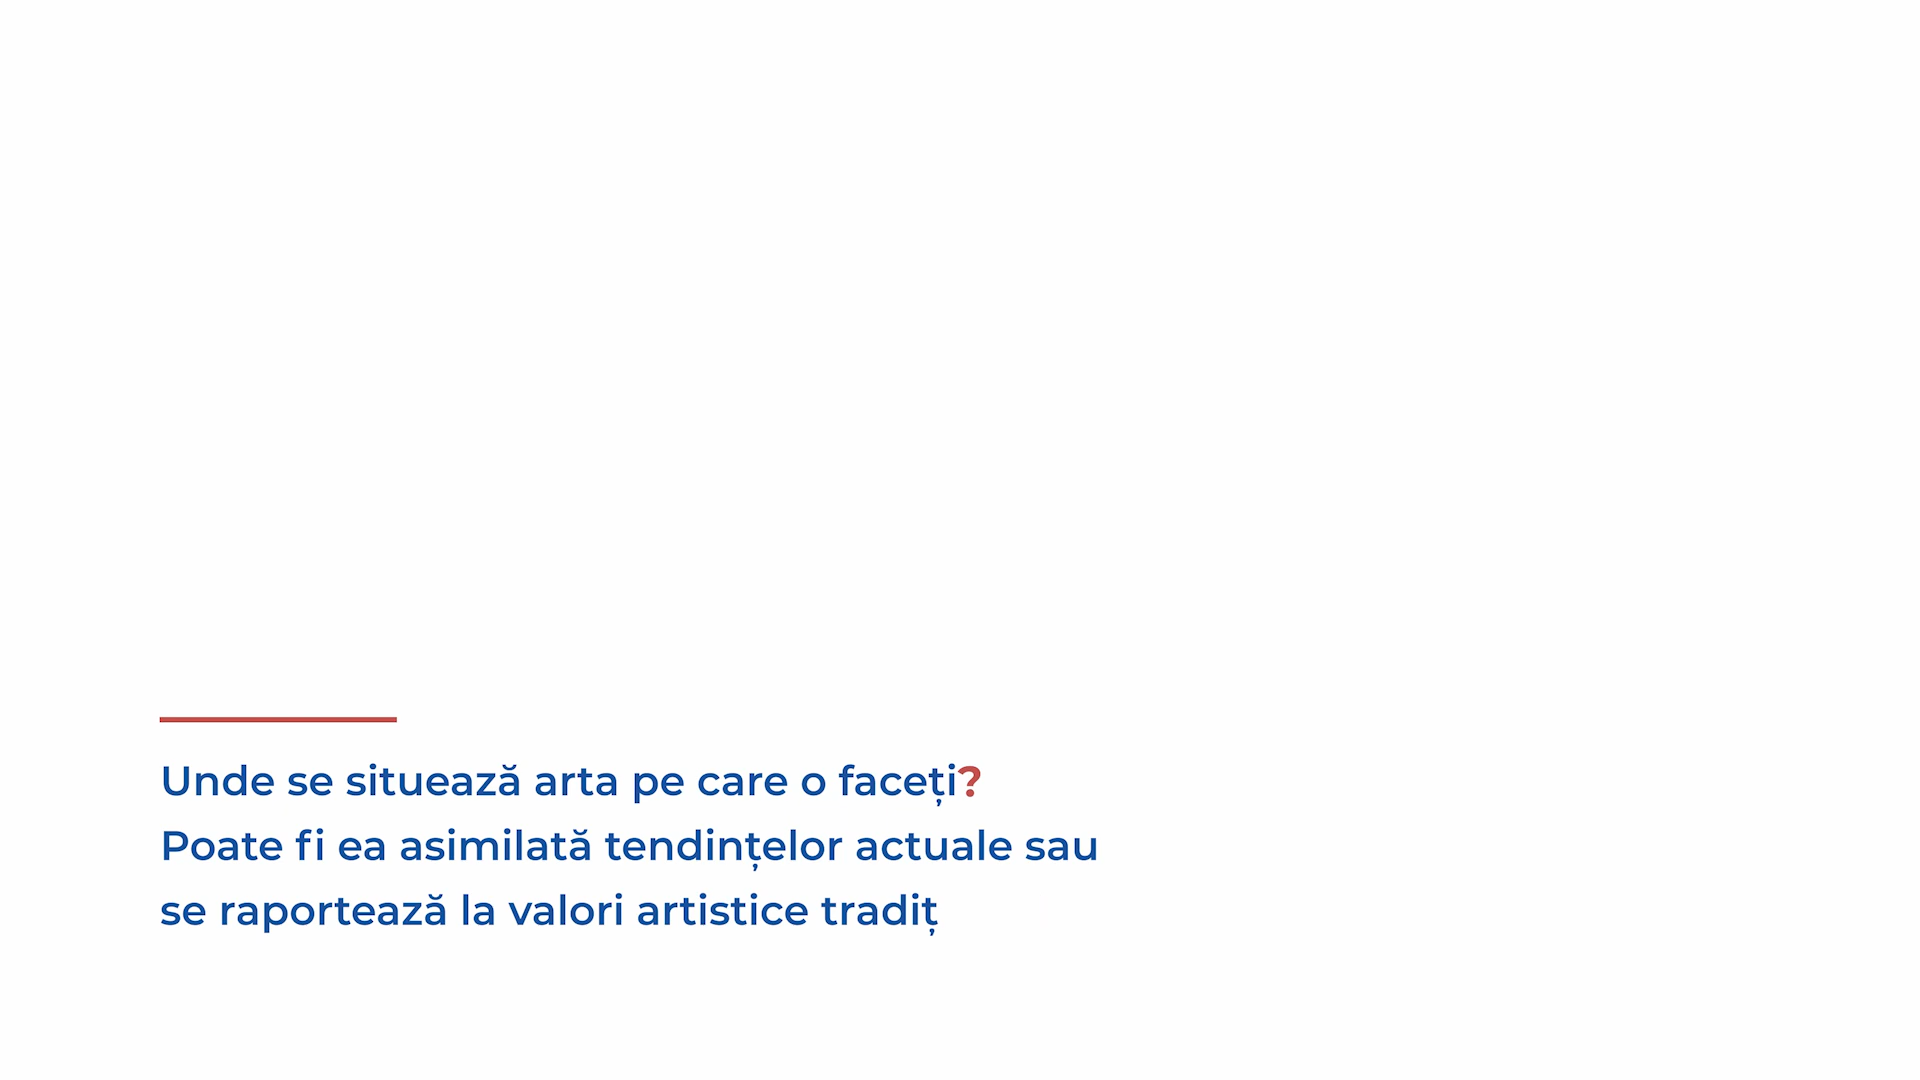 Unde se situează arta pe care o faceți?
Poate fi ea asimilată tendințelor actuale sau
se raportează la valori artistice tradiț